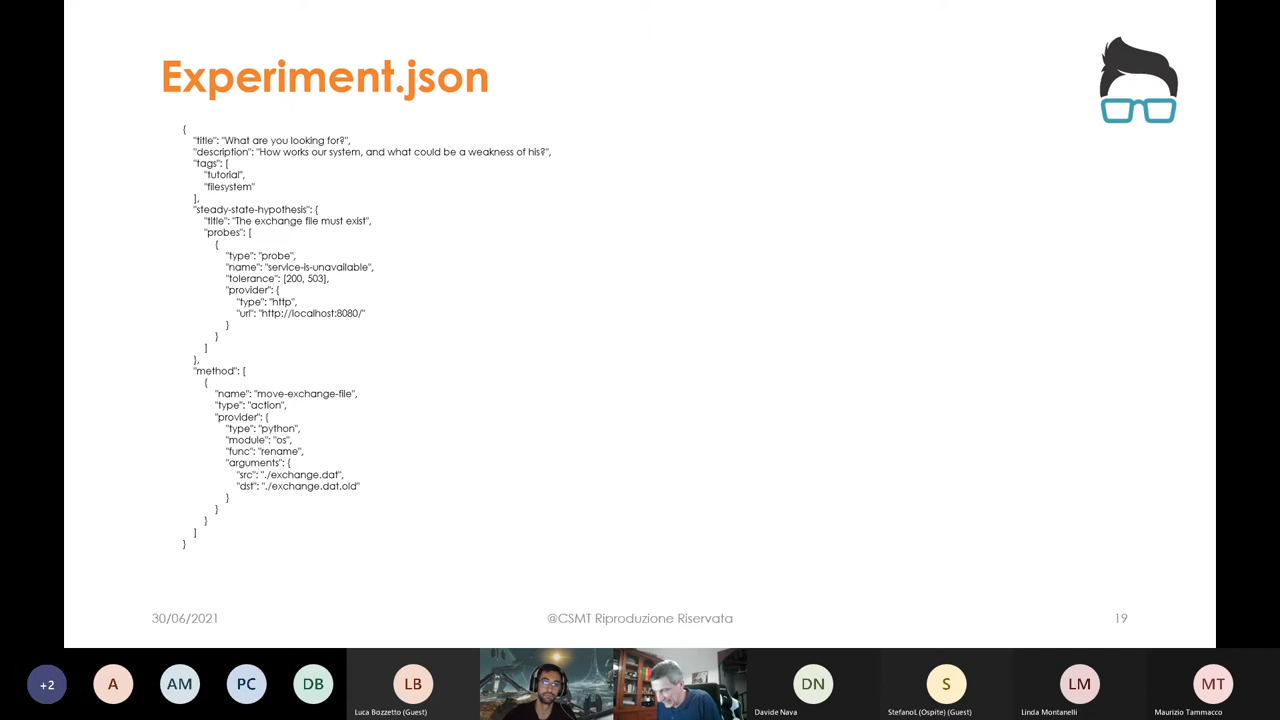 Experiment.json
{
"title": "What are you looking for?",
"description": "How works our system, and what could be a weakness of his?",
"tags": [
"tutorial",
"filesystem"
],
"steady-state-hypothesis": {
"title": "The exchange file must exist",
"probes": [
{
"type": "probe",
"name": "service-is-unavailable",
"tolerance": [200, 503],
"provider": {
"type": "http",
"url": "http://localhost:8080/"
}
}
]
},
"method": [
{
"name": "move-exchange-file",
"type": "action",
"provider": {
"type": "python",
"module": "os",
"func": "rename",
"arguments": {
"src": "./exchange.dat",
"dst": "./exchange.dat.old"
}
}
}
]
}
30/06/2021 @CSMT Riproduzione Riservata 19
+2 A AM PC DB LB DN S LM MT
Luca Bozzetto (Guest) Davide Nava StefanoL (Ospite) (Guest) Linda Montanelli Maurizio Tammacco